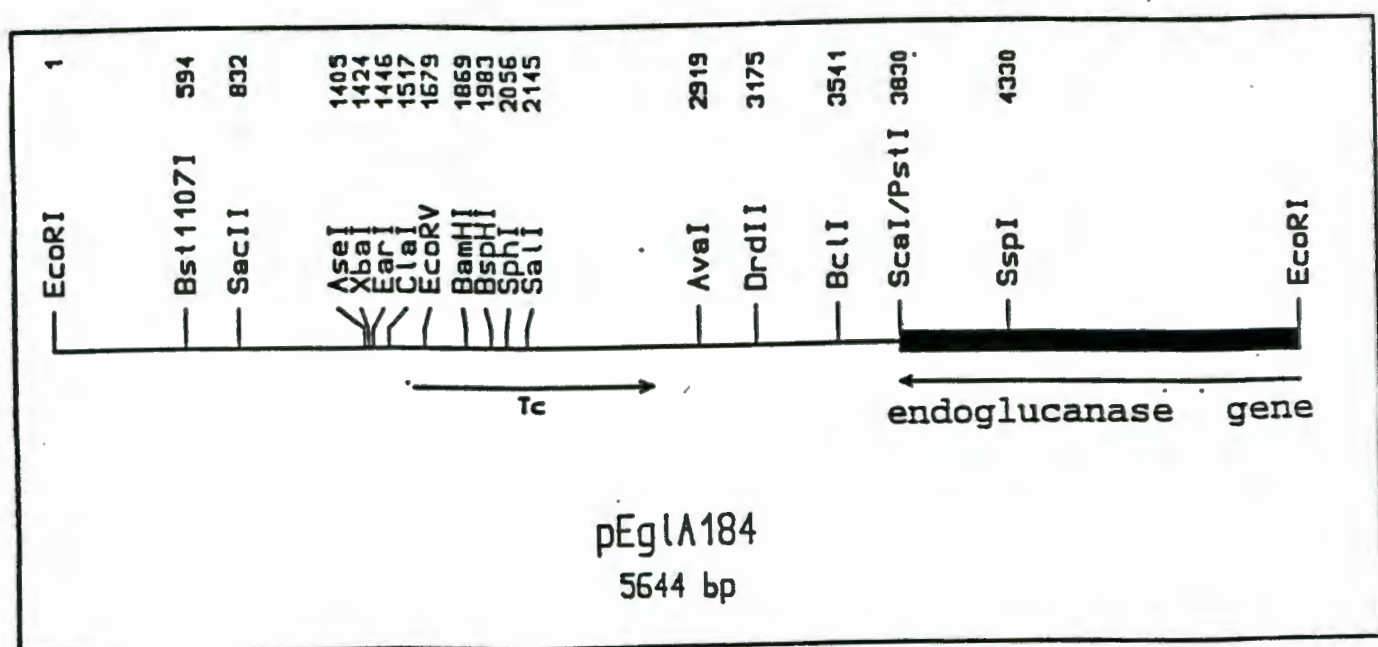 1
594
832
1405
1424
1446
1517
1679
1869
1983
2056
2145
2919
3175
3541
3830
4330
EcoRI
Bst1107I
SacII
AseI
XbaI
EarI
ClaI
EcoRV
BamHI
BspHI
SphI
SalI
AvaI
DrdII
BclI
ScaI/PstI
SspI
EcoRI
Tc
endoglucanase gene
pEglA184
5644 bp